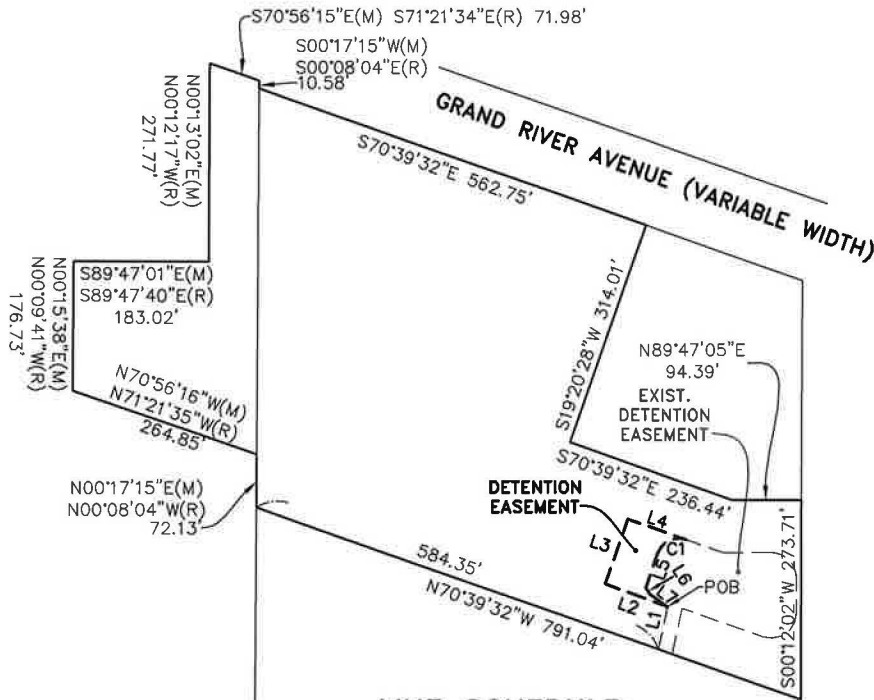 S70°56'15"E(M) S71°21'34"E(R) 71.98'
S00°17'15"W(M)
S00°08'04"E(R)
10.58'
GRAND RIVER AVENUE (VARIABLE WIDTH)
N00°13'02"E(M)
N00°12'17"W(R)
271.77'
S70°39'32"E 562.75'
S89°47'01"E(M)
S89°47'40"E(R)
183.02'
N00°15'38"E(M)
N00°09'41"W(R)
176.73'
S19°20'28"W 314.01'
N89°47'05"E
94.39'
EXIST.
DETENTION
EASEMENT
N70°56'16"W(M)
N71°21'35"W(R)
264.85'
S70°39'32"E 236.44'
N00°17'15"E(M)
N00°08'04"W(R)
72.13'
DETENTION
EASEMENT
L4
C1
L3
L5
L6
L7
POB
L2
L1
S00°12'02"W 273.71'
584.35'
N70°39'32"W 791.04'